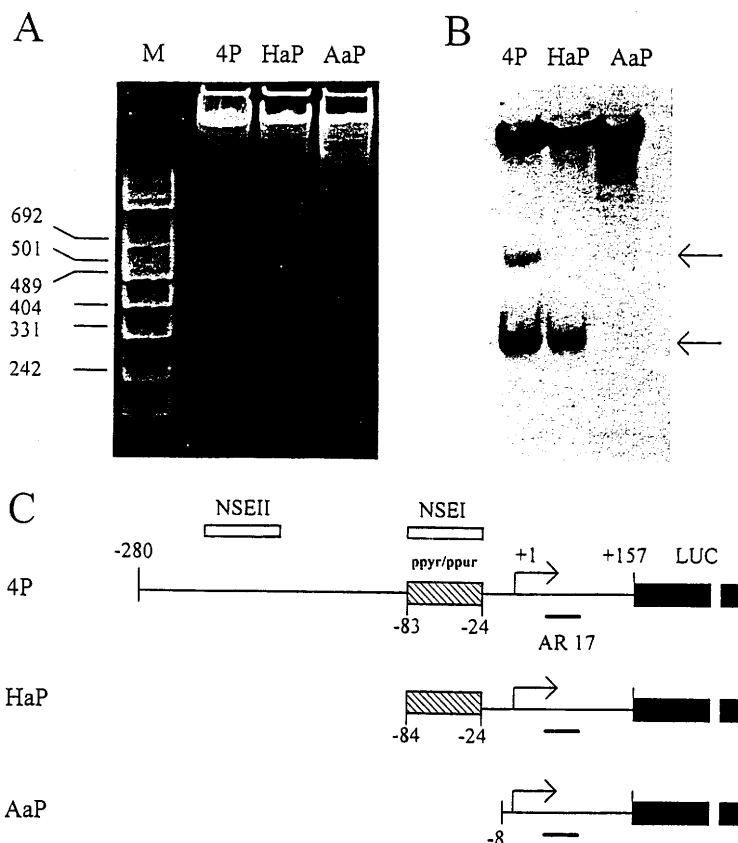 A
M 4P HaP AaP
692
501
489
404
331
242
B
4P HaP AaP
C
NSEII NSEI
-280 ppyr/ppur +1 +157 LUC
4P
-83 -24
AR 17
HaP
-84 -24
AaP
-8